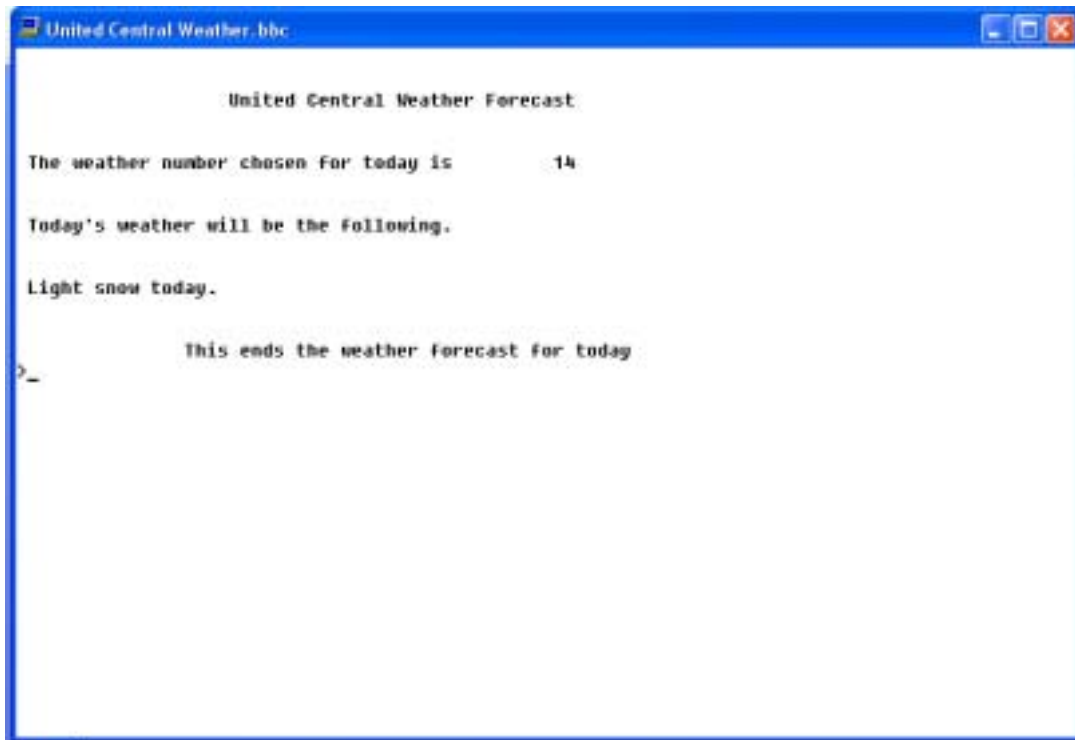 United Central Weather.bbc
United Central Weather Forecast
The weather number chosen for today is 14
Today's weather will be the following.
Light snow today.
This ends the weather forecast for today
>_